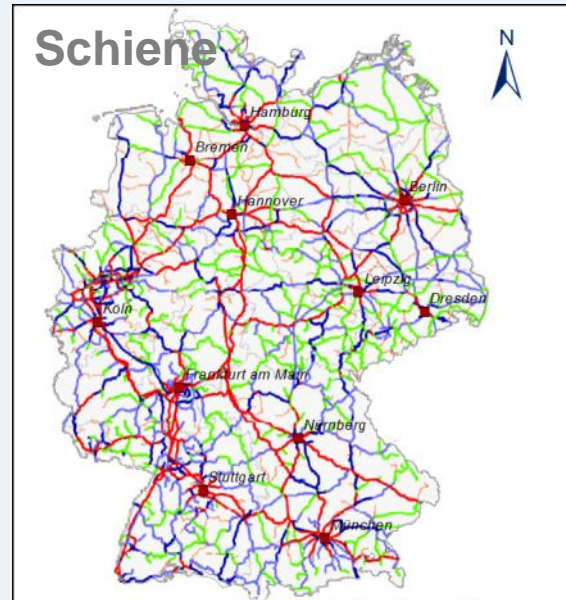 Schiene
N
Hamburg
Bremen
Berlin
Hannover
Leipzig
Dresden
Köln
Frankfurt am Main
Nürnberg
Stuttgart
München